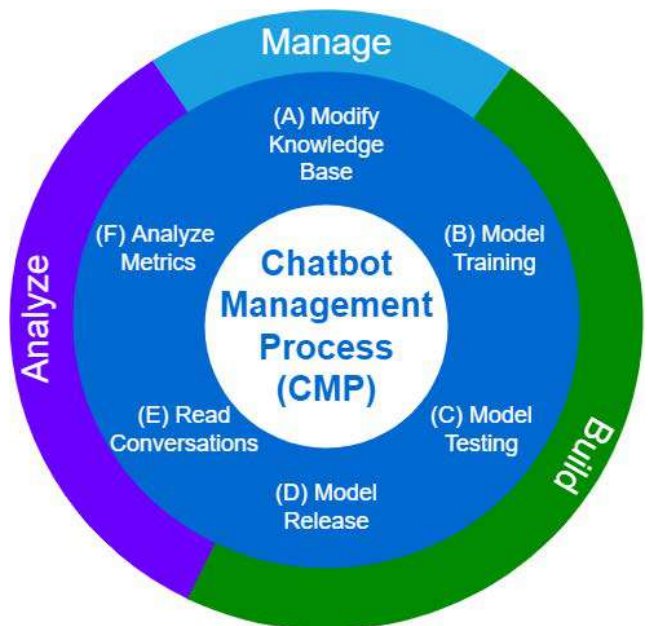 Manage
(A) Modify
Knowledge
Base
(B) Model
Training
(C) Model
Testing
(D) Model
Release
(E) Read
Conversations
(F) Analyze
Metrics
Chatbot
Management
Process
(CMP)
Build
Analyze